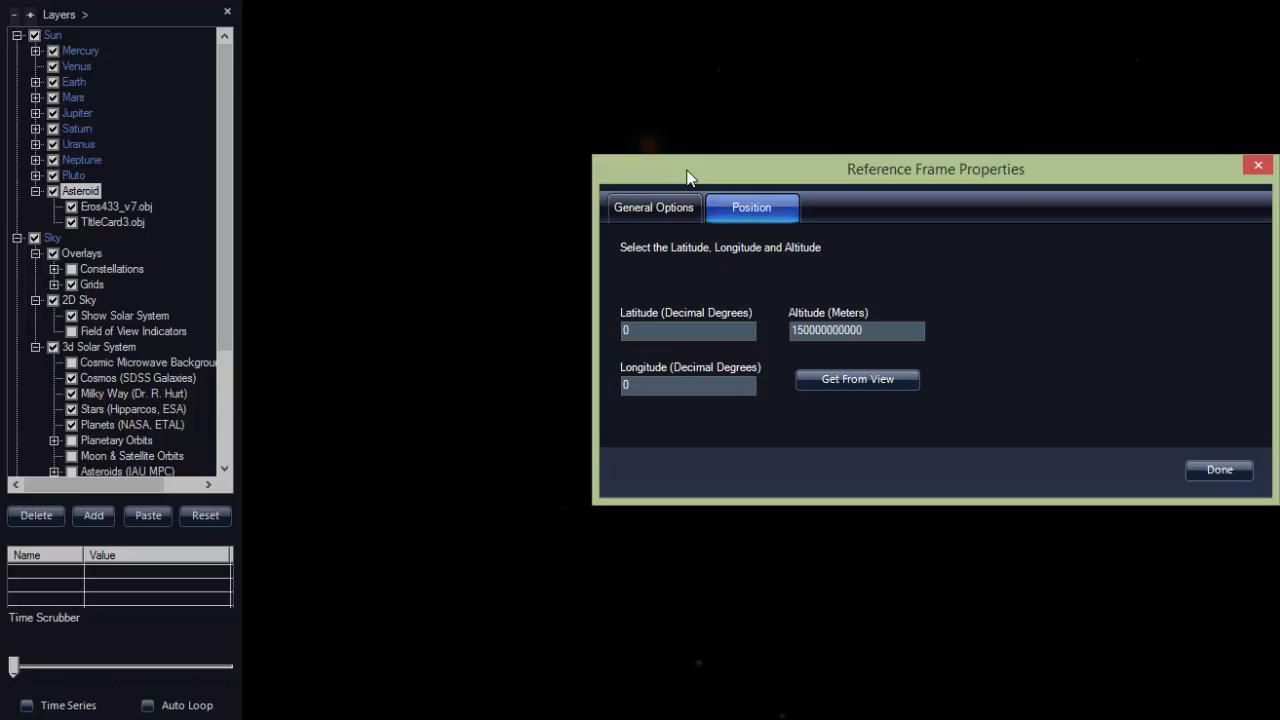 Layers >
Sun
Mercury
Venus
Earth
Mars
Jupiter
Saturn
Uranus
Neptune
Pluto
Asteroid
Eros433_v7.obj
TitleCard3.obj
Sky
Overlays
Constellations
Grids
2D Sky
Show Solar System
Field of View Indicators
3d Solar System
Cosmic Microwave Backgrou
Cosmos (SDSS Galaxies)
Milky Way (Dr. R. Hurt)
Stars (Hipparcos, ESA)
Planets (NASA, ETAL)
Planetary Orbits
Moon & Satellite Orbits
Asteroids (IAU MPC)
Delete Add Paste Reset
Name Value
Time Scrubber
Time Series Auto Loop
Reference Frame Properties
General Options Position
Select the Latitude, Longitude and Altitude
Latitude (Decimal Degrees) Altitude (Meters)
0 150000000000
Longitude (Decimal Degrees)
0 Get From View
Done